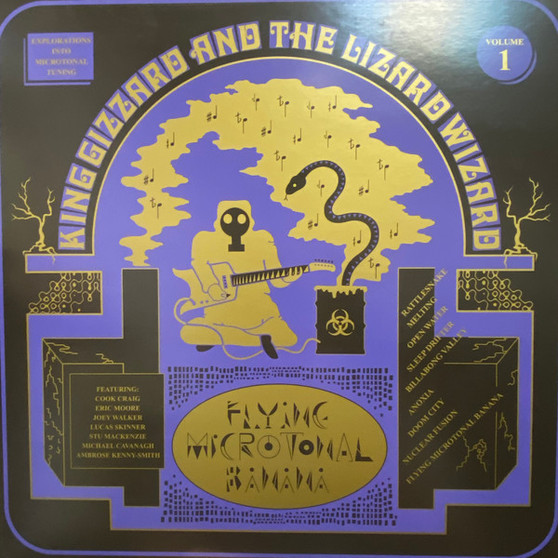 EXPLORATIONS
INTO
MICROTONAL
TUNING
KING GIZZARD AND THE LIZARD WIZARD
VOLUME
1
RATTLESNAKE
MELTING
OPEN WATER
SLEEP DRIFTER
BILLABONG VALLEY
ANOXIA
DOOM CITY
NUCLEAR FUSION
FLYING MICROTONAL BANANA
FEATURING:
COOK CRAIG
ERIC MOORE
JOEY WALKER
LUCAS SKINNER
STU MACKENZIE
MICHAEL CAVANAGH
AMBROSE KENNY-SMITH
FLYING
MICROTONAL
BANANA